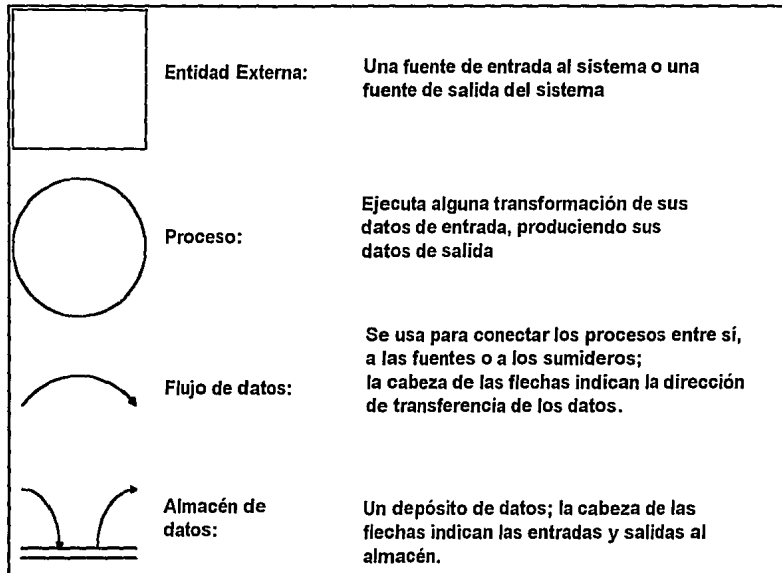 Entidad Externa:
Una fuente de entrada al sistema o una
fuente de salida del sistema
Proceso:
Ejecuta alguna transformación de sus
datos de entrada, produciendo sus
datos de salida
Flujo de datos:
Se usa para conectar los procesos entre sí,
a las fuentes o a los sumideros;
la cabeza de las flechas indican la dirección
de transferencia de los datos.
Almacén de
datos:
Un depósito de datos; la cabeza de las
flechas indican las entradas y salidas al
almacén.